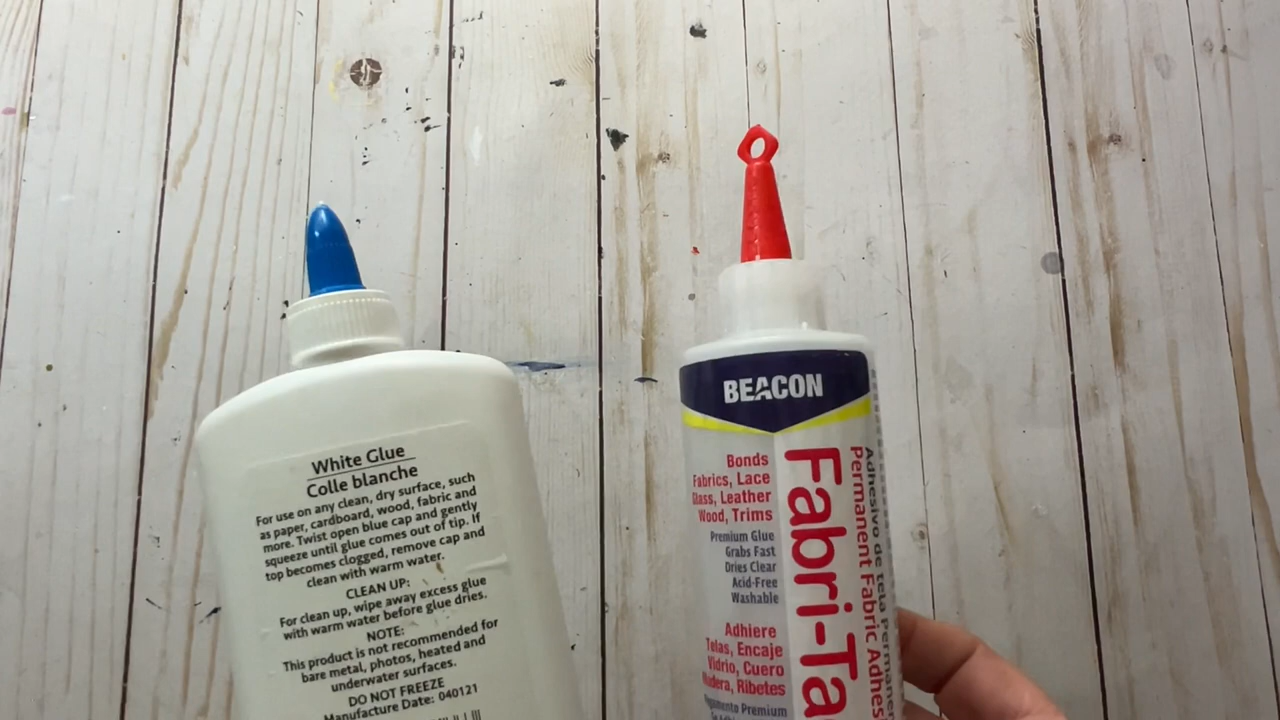 White Glue
Colle blanche
For use on any clean, dry surface, such
as paper, cardboard, wood, fabric and
more. Twist open blue cap and gently
squeeze until glue comes out of tip. If
top becomes clogged, remove cap and
clean with warm water.
CLEAN UP:
For clean up, wipe away excess glue
with warm water before glue dries.
NOTE:
This product is not recommended for
bare metal, photos, heated and
underwater surfaces.
DO NOT FREEZE
Manufacture Date: 040121
BEACON
Bonds
Fabrics, Lace
Glass, Leather
Wood, Trims
Premium Glue
Grabs Fast
Dries Clear
Acid-Free
Washable
Adhiere
Telas, Encaje
Vidrio, Cuero
Madera, Ribetes
Pegamento Premium
Fabri-Ta
Permanent Fabric Adhes
Adhesivo de tela Permanen